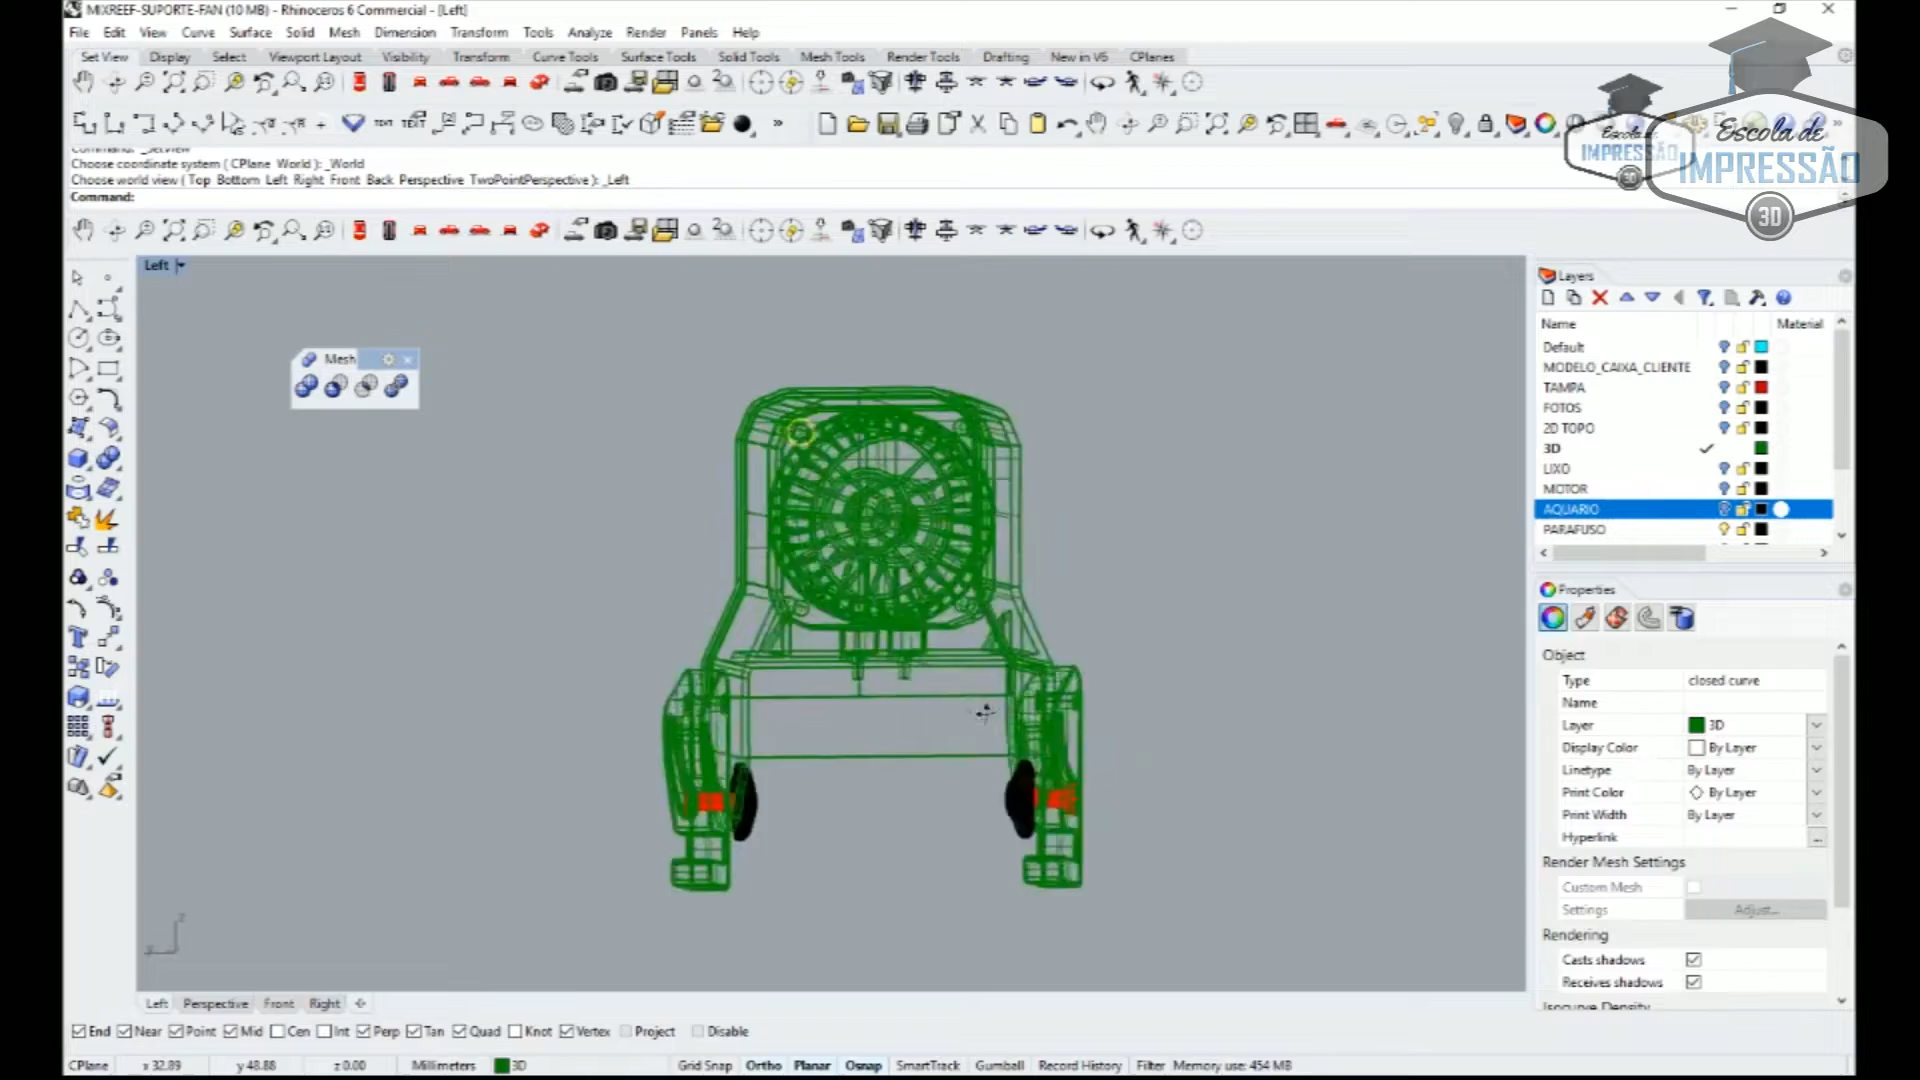 MIXREEF-SUPORTE-FAN (10 MB) - Rhinoceros 6 Commercial - [Left]
File Edit View Curve Surface Solid Mesh Dimension Transform Tools Analyze Render Panels Help
Set View Display Select Viewport Layout Visibility Transform Curve Tools Surface Tools Solid Tools Mesh Tools Render Tools Drafting New in V6 CPlanes
Choose coordinate system ( CPlane World ): _World
Choose world view ( Top Bottom Left Right Front Back Perspective TwoPointPerspective ): _Left
Command:
Escola de
IMPRESSÃO
3D
Left
Mesh
Layers
Name Material
Default
MODELO_CAIXA_CLIENTE
TAMPA
FOTOS
2D TOPO
3D
LIXO
MOTOR
AQUARIO
PARAFUSO
Properties
Object
Type closed curve
Name
Layer 3D
Display Color By Layer
Linetype By Layer
Print Color By Layer
Print Width By Layer
Hyperlink ...
Render Mesh Settings
Custom Mesh
Settings Adjust...
Rendering
Casts shadows
Receives shadows
Isocurve Density
z
y
Left Perspective Front Right
End Near Point Mid Cen Int Perp Tan Quad Knot Vertex Project Disable
CPlane x 32.89 y 48.88 z 0.00 Millimeters 3D Grid Snap Ortho Planar Osnap SmartTrack Gumball Record History Filter Memory use: 454 MB